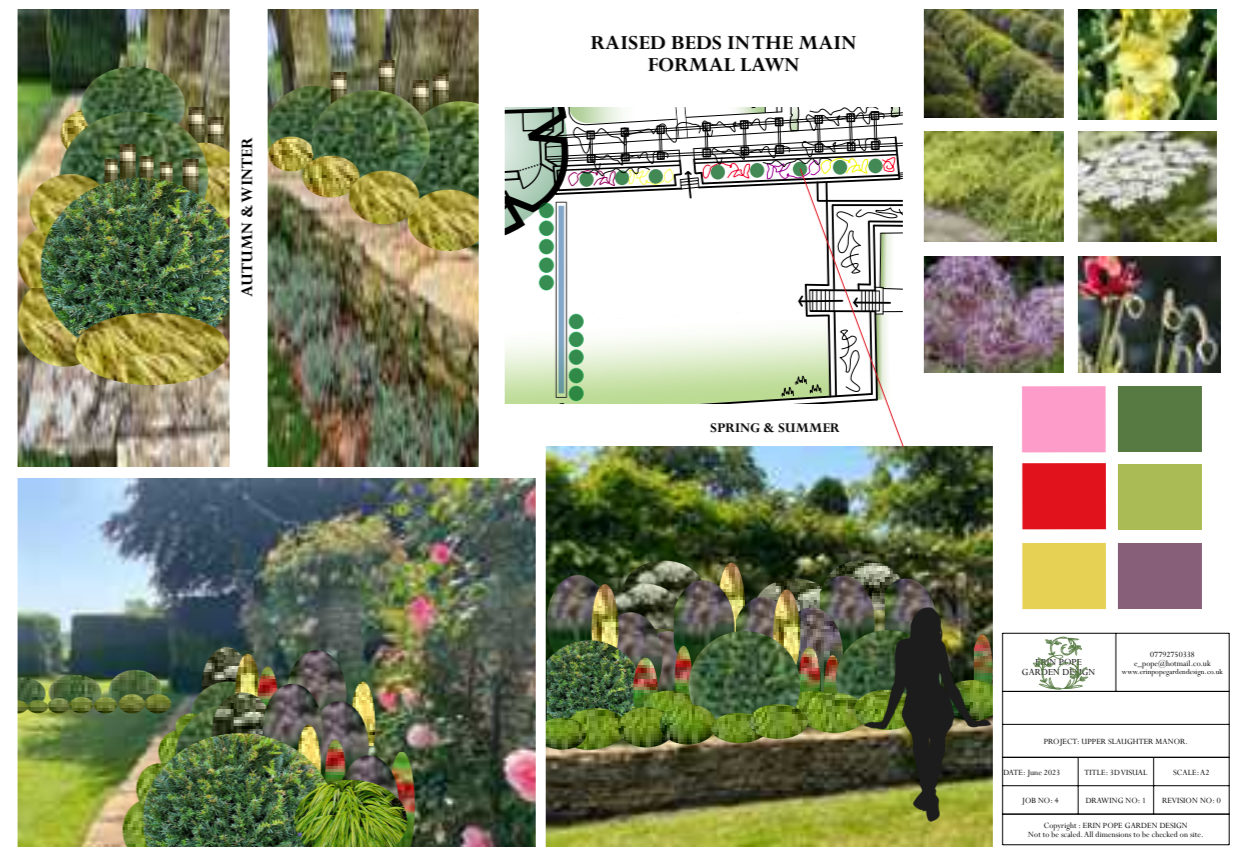 RAISED BEDS IN THE MAIN
FORMAL LAWN
AUTUMN & WINTER
SPRING & SUMMER
ERIN POPE
GARDEN DESIGN
07792750338
e_pope@hotmail.co.uk
www.erinpopegardendesign.co.uk
PROJECT: UPPER SLAUGHTER MANOR.
DATE: June 2023
TITLE: 3D VISUAL
SCALE: A2
JOB NO: 4
DRAWING NO: 1
REVISION NO: 0
Copyright : ERIN POPE GARDEN DESIGN
Not to be scaled. All dimensions to be checked on site.